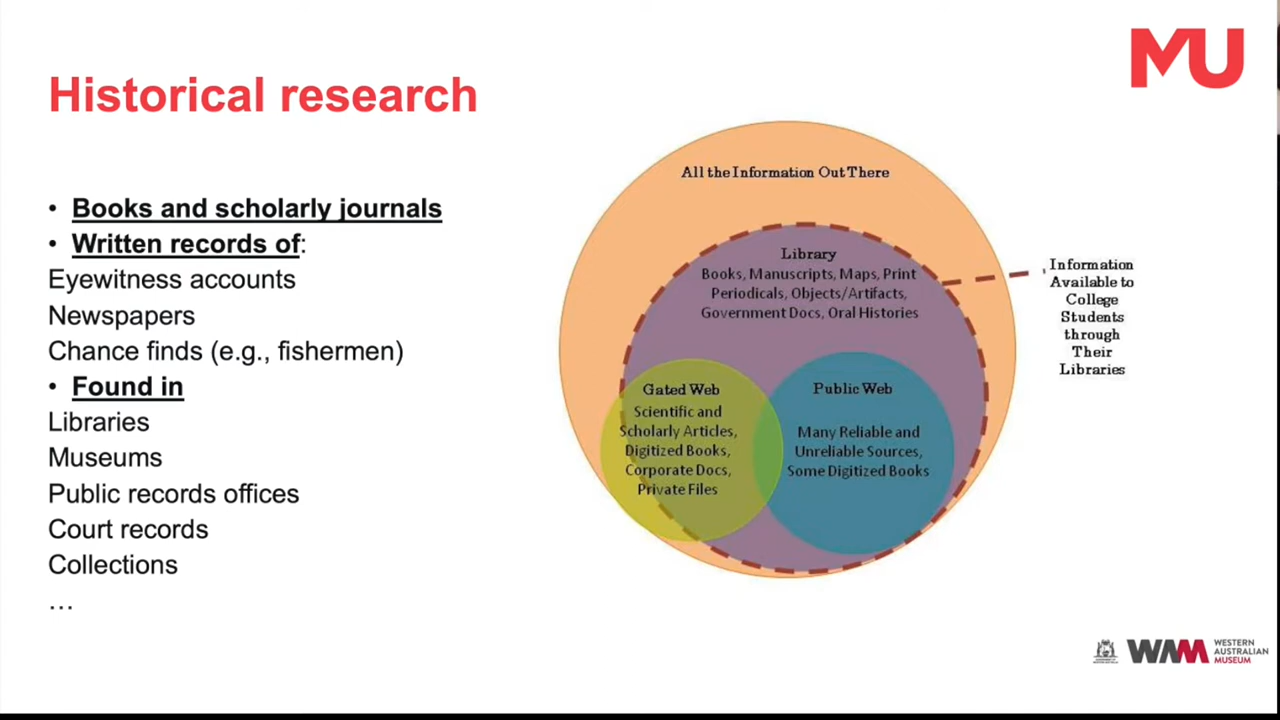 MU
Historical research
• Books and scholarly journals
• Written records of:
Eyewitness accounts
Newspapers
Chance finds (e.g., fishermen)
• Found in
Libraries
Museums
Public records offices
Court records
Collections
…
All the Information Out There
Library
Books, Manuscripts, Maps, Print
Periodicals, Objects/Artifacts,
Government Docs, Oral Histories
Gated Web
Scientific and
Scholarly Articles,
Digitized Books,
Corporate Docs,
Private Files
Public Web
Many Reliable and
Unreliable Sources,
Some Digitized Books
Information
Available to
College
Students
through
Their
Libraries
WAM
WESTERN
AUSTRALIAN
MUSEUM